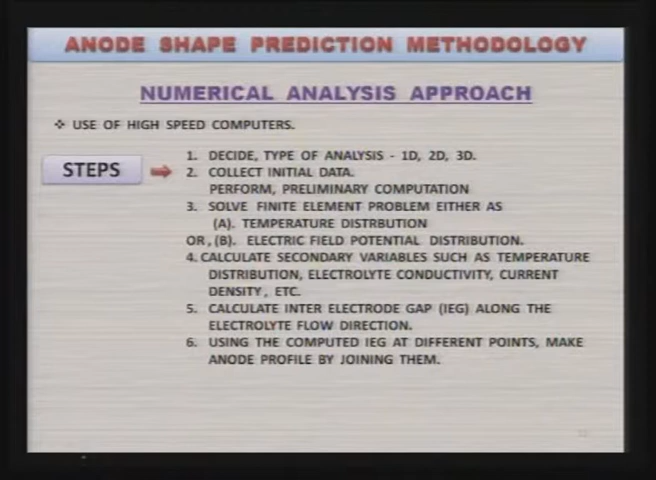 ANODE SHAPE PREDICTION METHODOLOGY
NUMERICAL ANALYSIS APPROACH
❖ USE OF HIGH SPEED COMPUTERS.
STEPS
1. DECIDE, TYPE OF ANALYSIS - 1D, 2D, 3D.
2. COLLECT INITIAL DATA.
PERFORM, PRELIMINARY COMPUTATION
3. SOLVE FINITE ELEMENT PROBLEM EITHER AS
(A). TEMPERATURE DISTRBUTION
OR, (B). ELECTRIC FIELD POTENTIAL DISTRIBUTION.
4. CALCULATE SECONDARY VARIABLES SUCH AS TEMPERATURE
DISTRIBUTION, ELECTROLYTE CONDUCTIVITY, CURRENT
DENSITY, ETC.
5. CALCULATE INTER ELECTRODE GAP (IEG) ALONG THE
ELECTROLYTE FLOW DIRECTION.
6. USING THE COMPUTED IEG AT DIFFERENT POINTS, MAKE
ANODE PROFILE BY JOINING THEM.